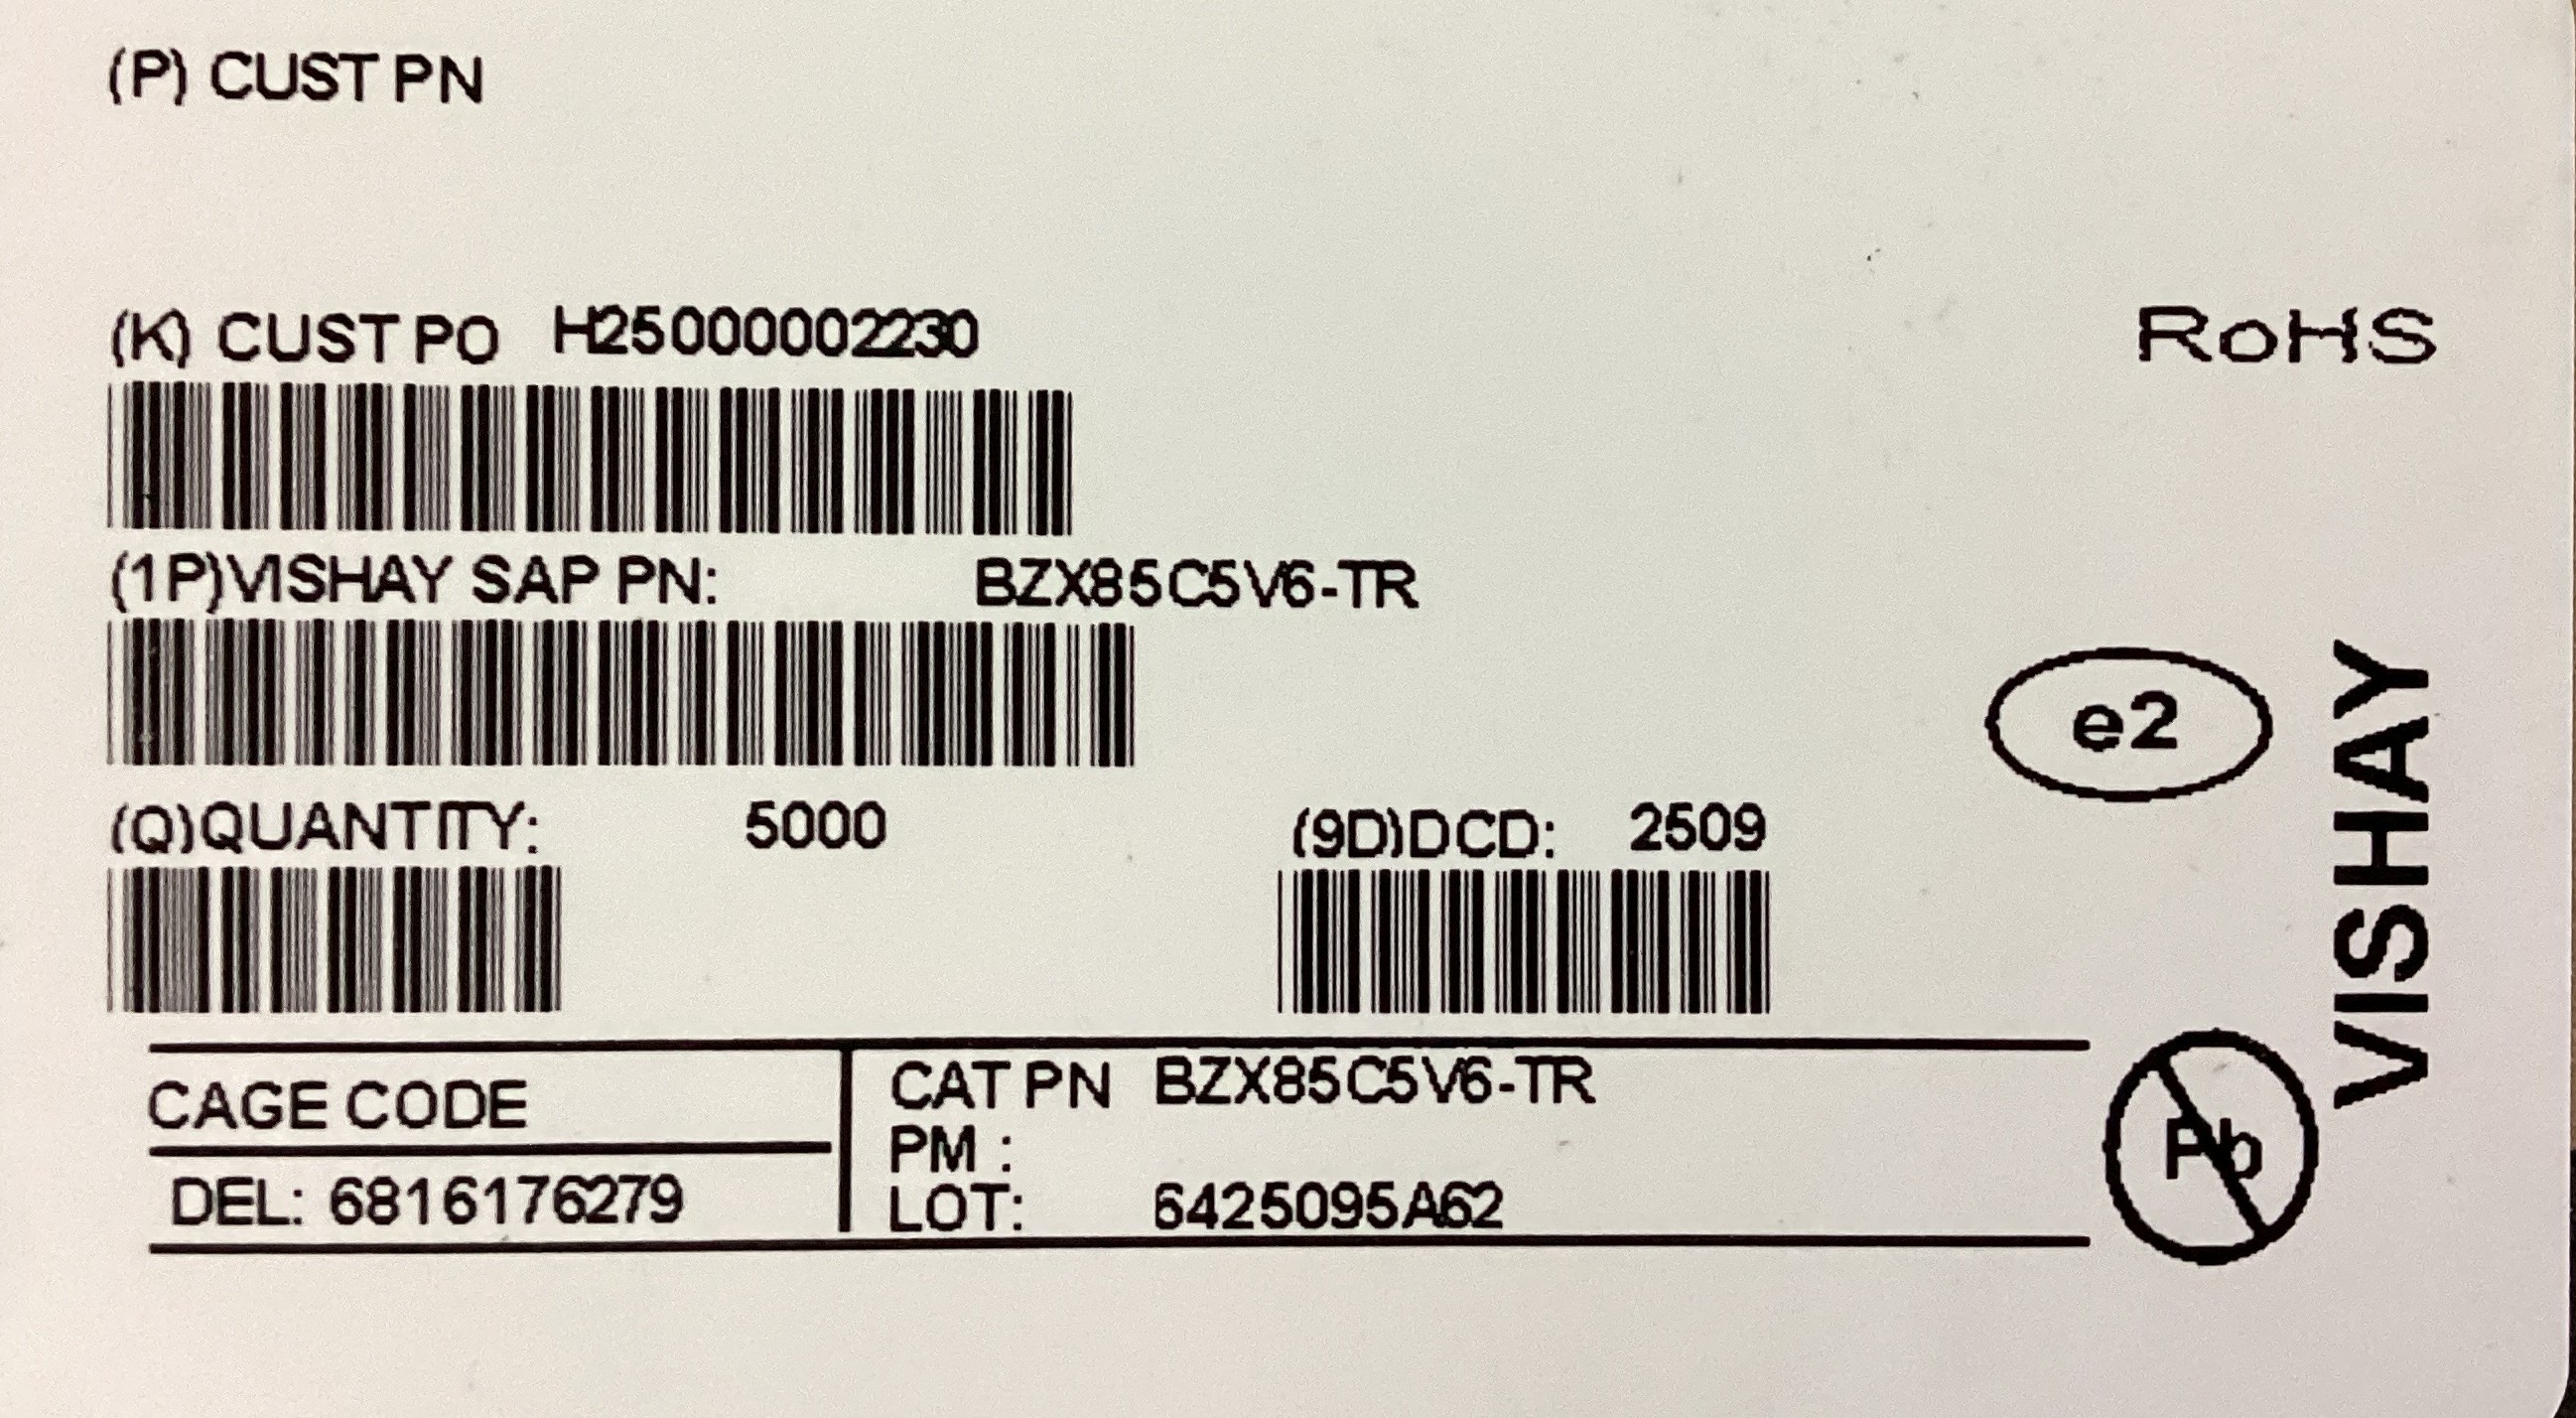 (P) CUST PN
(K) CUST PO H25000002230
RoHS
(1P)VISHAY SAP PN: BZX85C5V6-TR
e2
VISHAY
(Q)QUANTITY: 5000
(9D)DCD: 2509
CAGE CODE
DEL: 6816176279
CAT PN BZX85C5V6-TR
PM :
LOT: 6425095A62
Pb